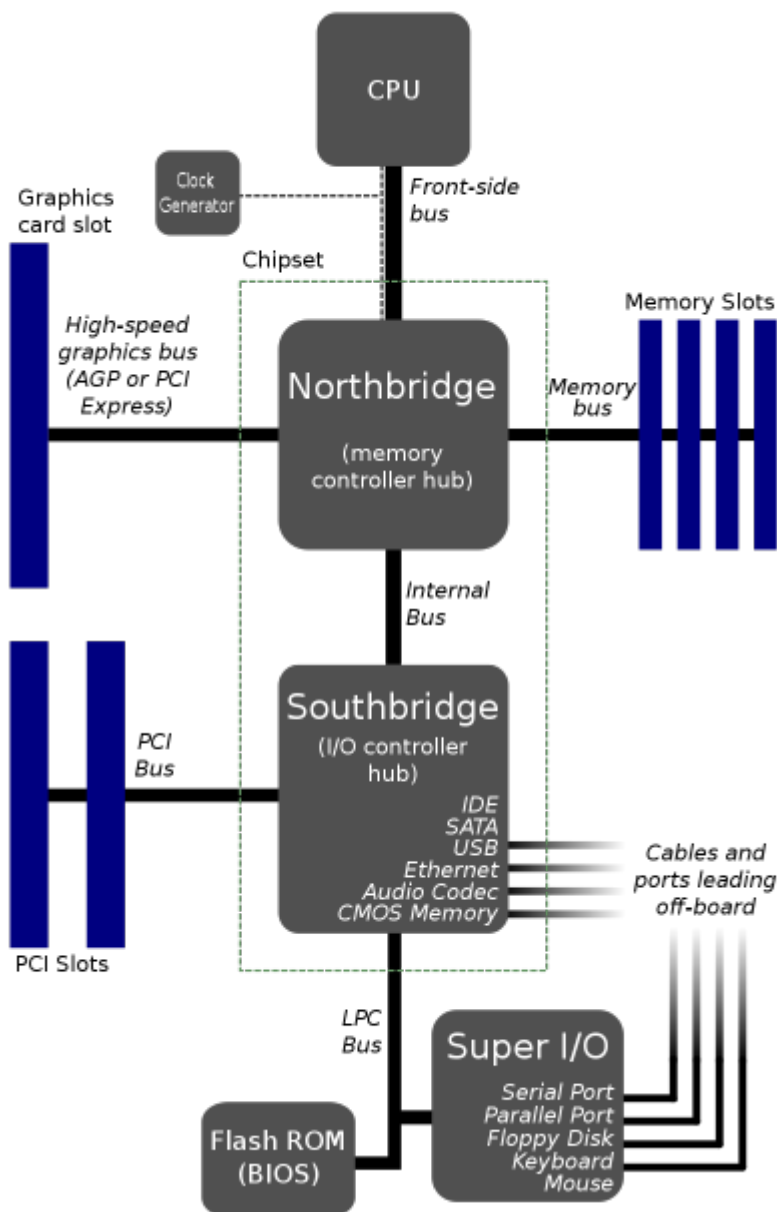 CPU
Clock
Generator
Front-side
bus
Graphics
card slot
Chipset
High-speed
graphics bus
(AGP or PCI
Express)
Memory Slots
Northbridge
(memory
controller hub)
Memory
bus
Internal
Bus
Southbridge
(I/O controller
hub)
PCI
Bus
IDE
SATA
USB
Ethernet
Audio Codec
CMOS Memory
Cables and
ports leading
off-board
PCI Slots
LPC
Bus
Super I/O
Serial Port
Parallel Port
Floppy Disk
Keyboard
Mouse
Flash ROM
(BIOS)